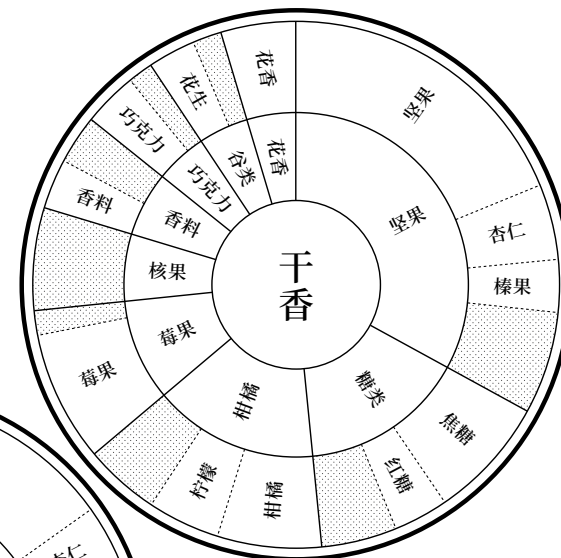 干
香
坚果
糖类
柑橘
莓果
核果
香料
巧克力
谷类
花香
坚果
杏仁
榛果
焦糖
红糖
柑橘
柠檬
莓果
香料
巧克力
花生
花香
杏仁